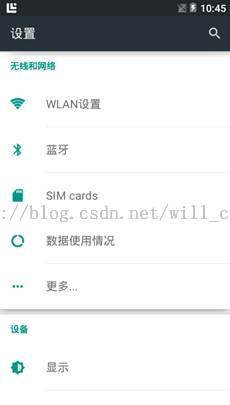 10:45
设置
无线和网络
WLAN设置
蓝牙
SIM cards
://blog.csdn.net/will_c
数据使用情况
更多...
设备
显示